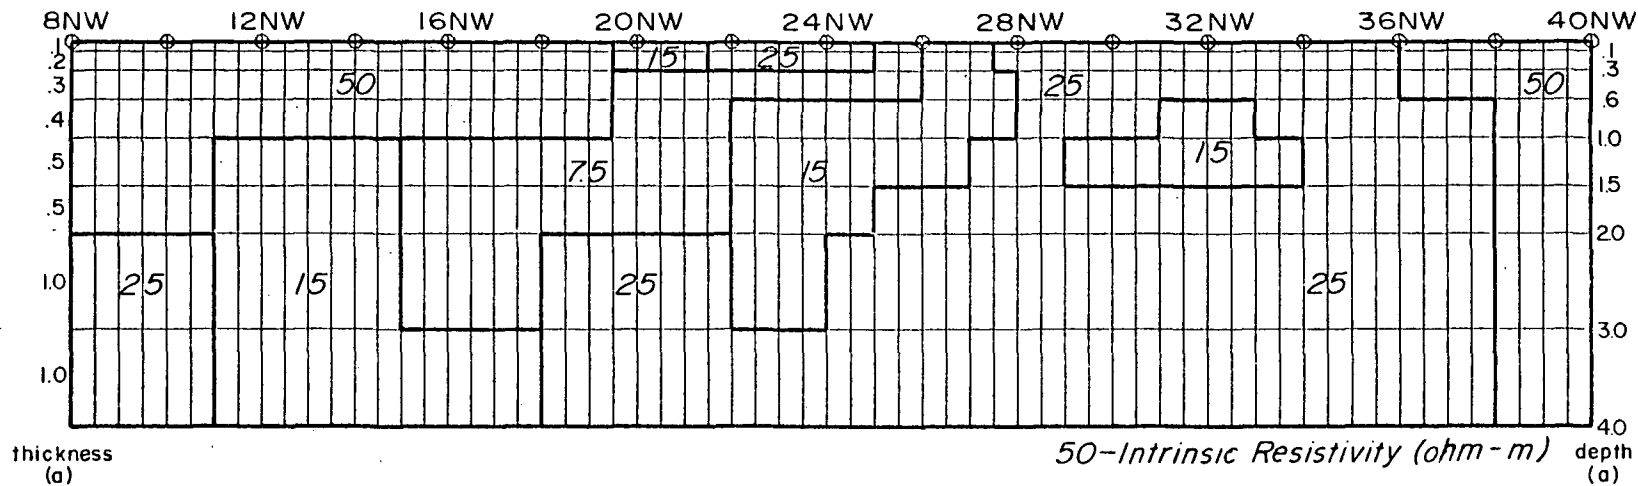 8NW 12NW 16NW 20NW 24NW 28NW 32NW 36NW 40NW
.1 15 25 .1
.2 .3
.3 50 25 50 .6
.4 1.0
.5 7.5 15 15 1.5
.5 2.0
1.0 25 15 25 25 3.0
1.0 4.0
thickness (a)
50-Intrinsic Resistivity (ohm-m)
depth (a)